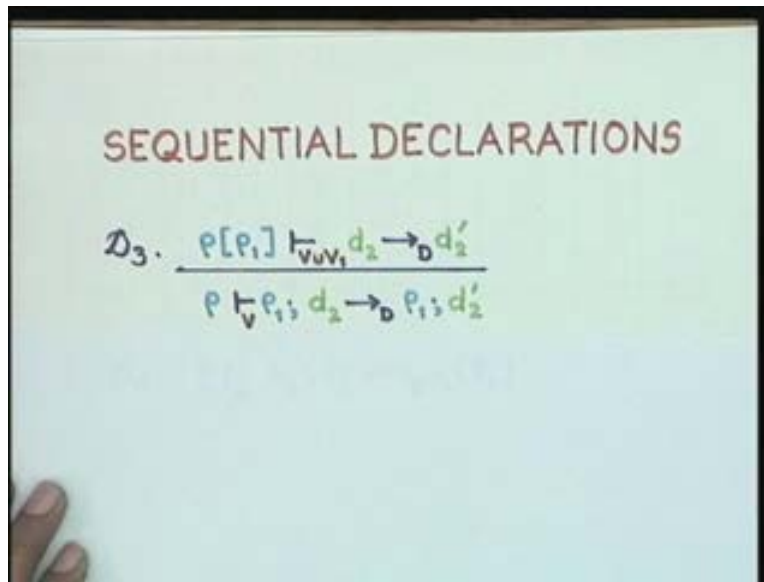 SEQUENTIAL DECLARATIONS
D₃. ρ[ρ₁] ⊢V∪V₁ d₂ →D d₂′
ρ ⊢V ρ₁; d₂ →D ρ₁; d₂′